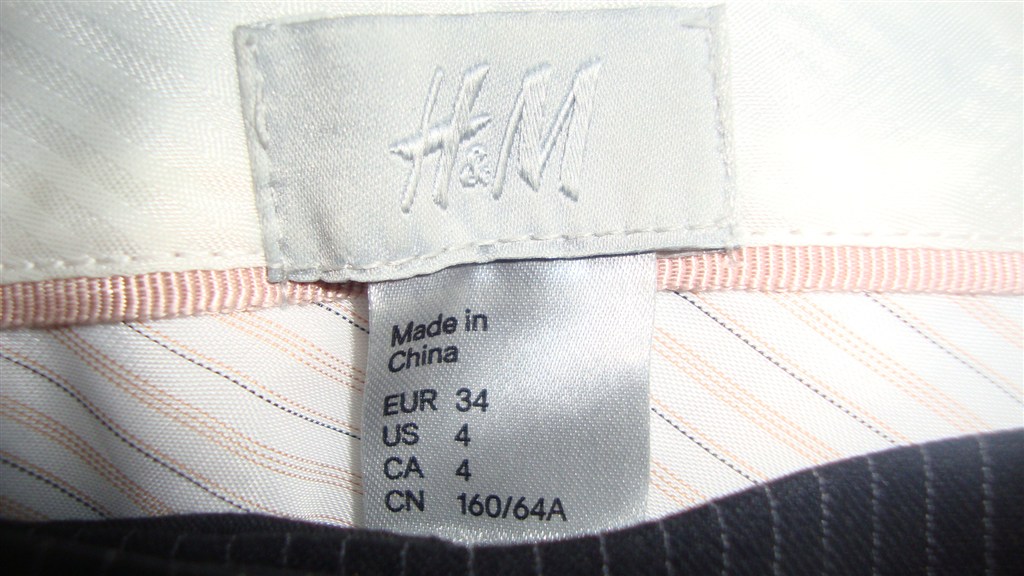 H&M
Made in
China
EUR 34
US 4
CA 4
CN 160/64A